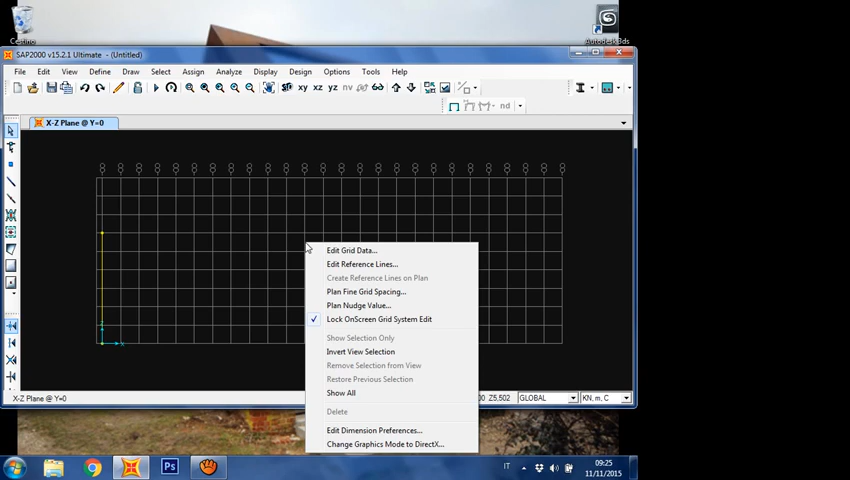 Cestino
Autodesk 3ds
SAP2000 v15.2.1 Ultimate - (Untitled)
File Edit View Define Draw Select Assign Analyze Display Design Options Tools Help
3D xy xz yz nv
nd
X-Z Plane @ Y=0
Edit Grid Data...
Edit Reference Lines...
Create Reference Lines on Plan
Plan Fine Grid Spacing...
Plan Nudge Value...
Lock OnScreen Grid System Edit
Show Selection Only
Invert View Selection
Remove Selection from View
Restore Previous Selection
Show All
Delete
Edit Dimension Preferences...
Change Graphics Mode to DirectX...
X-Z Plane @ Y=0
Z5,502 GLOBAL KN, m, C
Ps
IT
09:25
11/11/2015